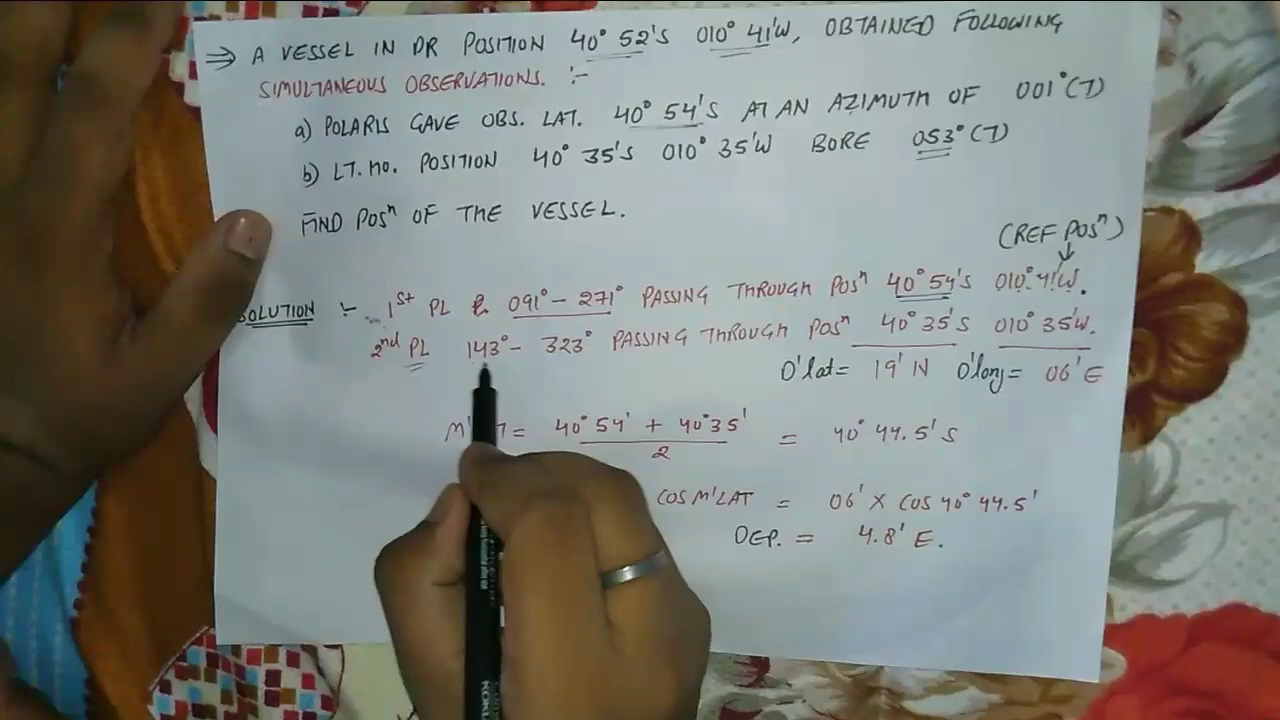 ⇒ A VESSEL IN DR POSITION 40° 52'S 010° 41'W, OBTAINED FOLLOWING
SIMULTANEOUS OBSERVATIONS. :-
a) POLARIS GAVE OBS. LAT. 40° 54'S AT AN AZIMUTH OF 001°(T)
b) LT. HO. POSITION 40° 35'S 010° 35'W BORE 053°(T)
FIND POSⁿ OF THE VESSEL.
(REF POSⁿ)
SOLUTION :- 1st PL 091° - 271° PASSING THROUGH POSⁿ 40° 54'S 010° 41'W.
2nd PL 143° - 323° PASSING THROUGH POSⁿ 40° 35'S 010° 35'W.
D'lat = 19' N D'long = 06' E
= 40° 54' + 40° 35' / 2 = 40° 44.5' S
COS M'LAT = 06' X COS 40° 44.5'
DEP. = 4.8' E.